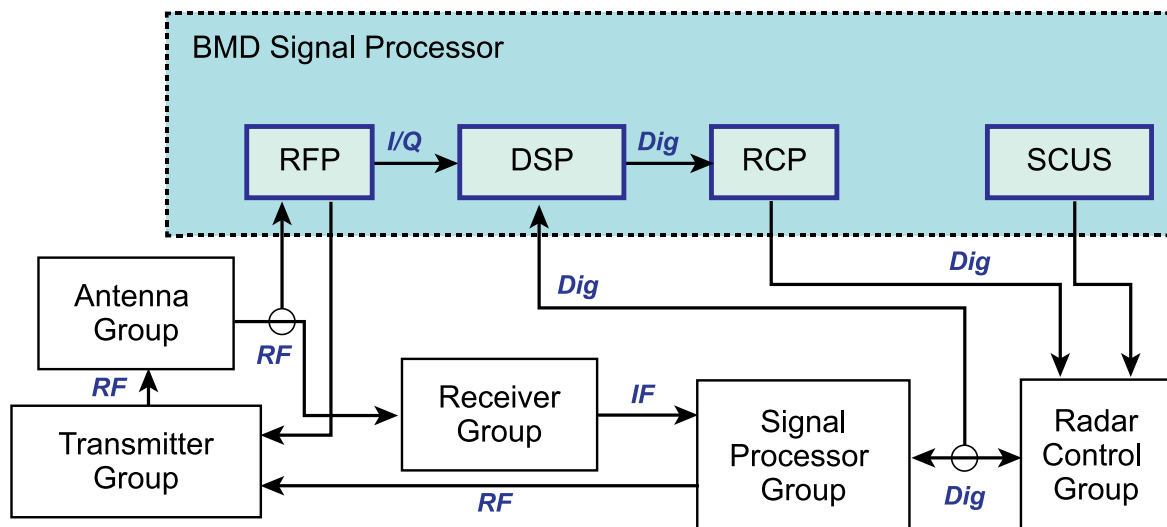 BMD Signal Processor
RFP
I/Q
DSP
Dig
RCP
SCUS
Antenna
Group
RF
Dig
Dig
RF
Transmitter
Group
Receiver
Group
IF
Signal
Processor
Group
Radar
Control
Group
RF
Dig